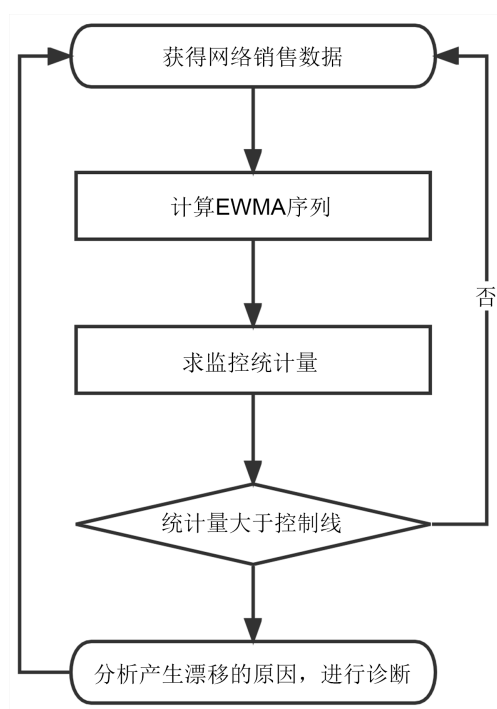 获得网络销售数据
计算EWMA序列
求监控统计量
否
统计量大于控制线
分析产生漂移的原因，进行诊断